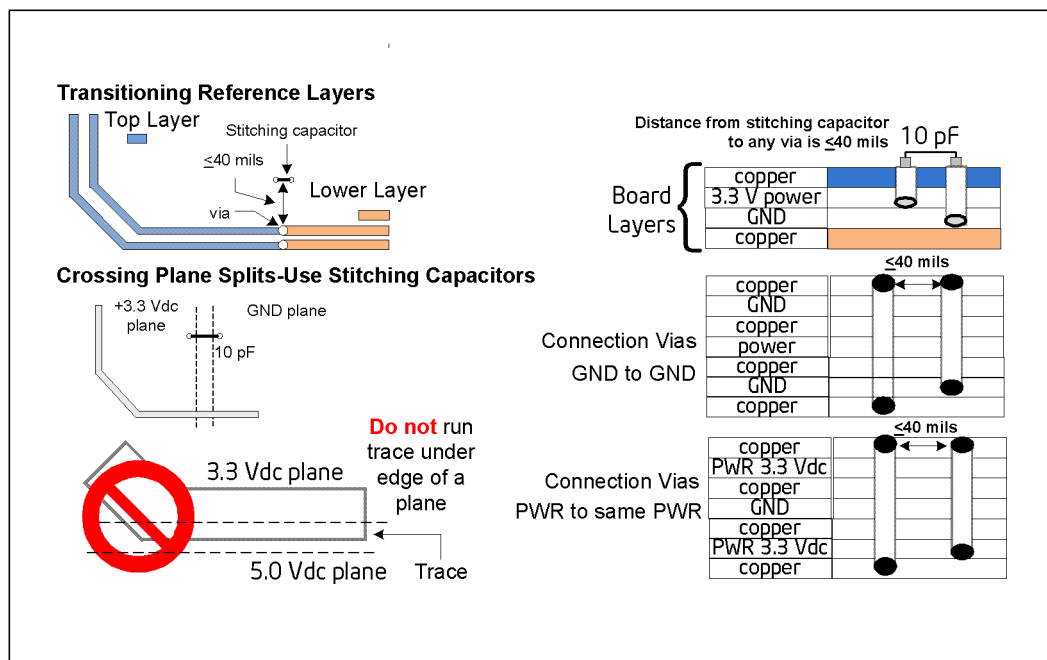 Transitioning Reference Layers
Top Layer
Stitching capacitor
≤40 mils
Lower Layer
via
Crossing Plane Splits-Use Stitching Capacitors
+3.3 Vdc
plane
GND plane
10 pF
Do not run
trace under
edge of a
plane
3.3 Vdc plane
5.0 Vdc plane
Trace
Distance from stitching capacitor
to any via is ≤40 mils
10 pF
Board
Layers
copper
3.3 V power
GND
copper
≤40 mils
Connection Vias
GND to GND
copper
GND
copper
power
copper
GND
copper
≤40 mils
Connection Vias
PWR to same PWR
copper
PWR 3.3 Vdc
copper
GND
copper
PWR 3.3 Vdc
copper